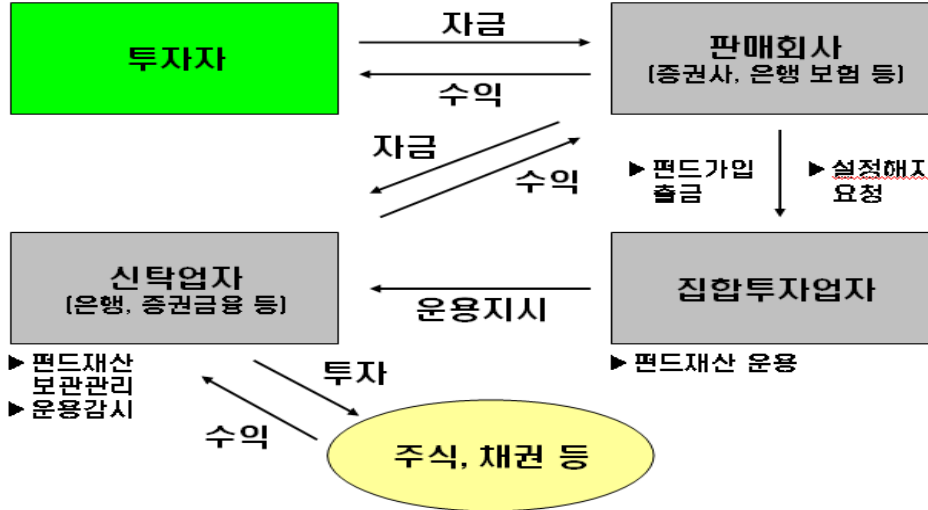 투자자
자금
수익
판매회사
(증권사, 은행 보험 등)
자금
수익
▶ 펀드가입
출금
▶ 설정해지
요청
신탁업자
(은행, 증권금융 등)
운용지시
집합투자업자
▶ 펀드재산
보관관리
▶ 운용감시
▶ 펀드재산 운용
투자
수익
주식, 채권 등